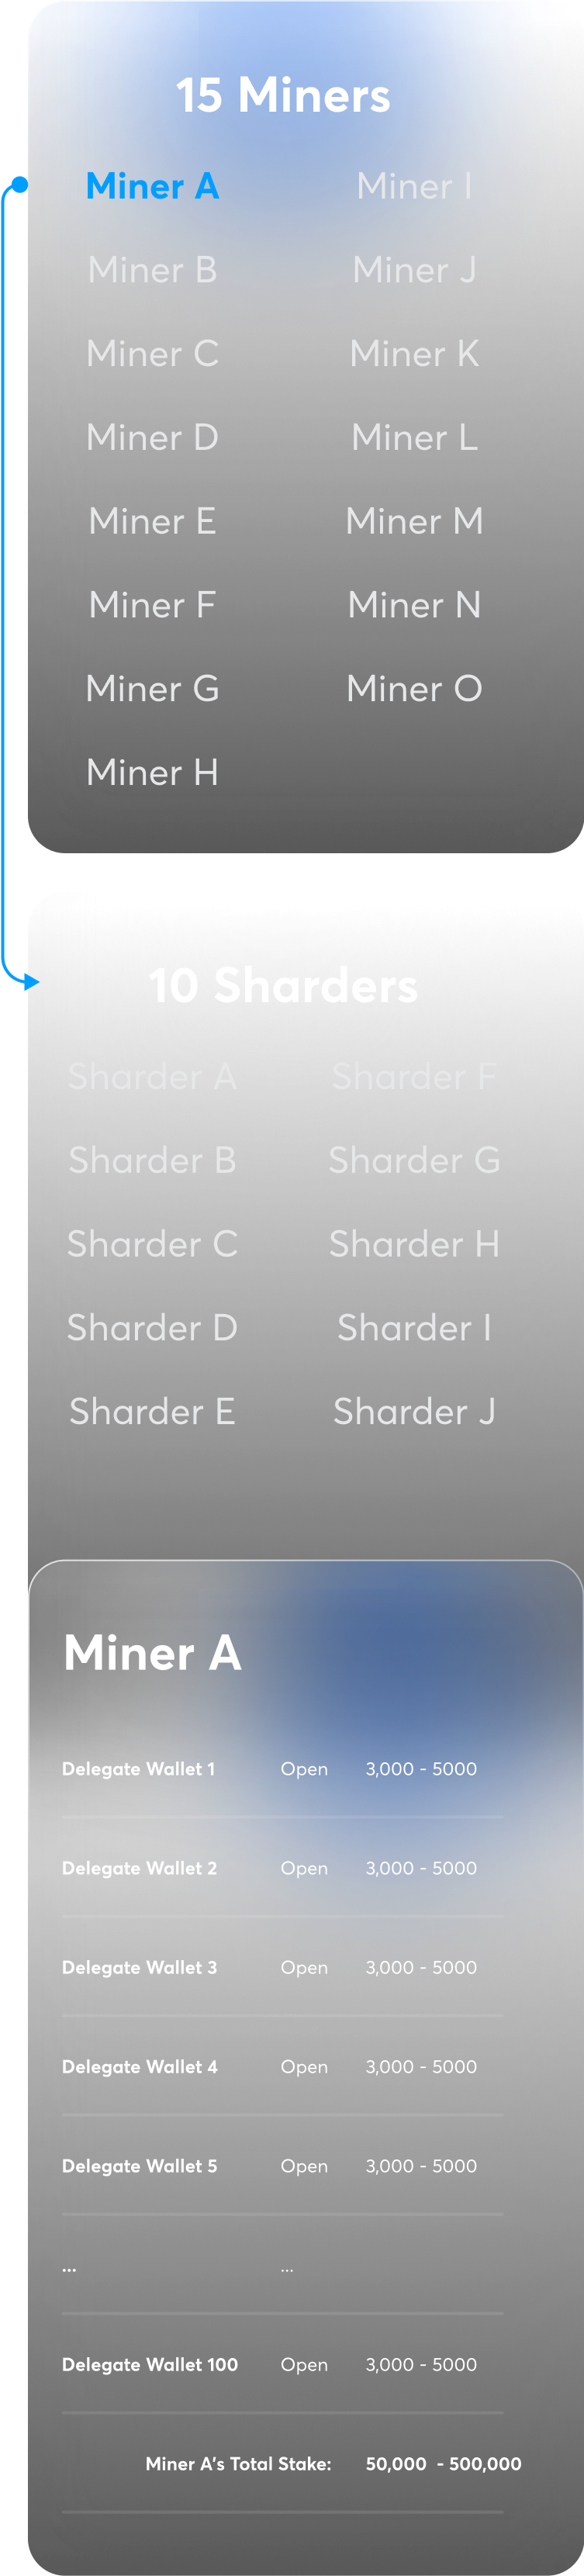 15 Miners
Miner A Miner I
Miner B Miner J
Miner C Miner K
Miner D Miner L
Miner E Miner M
Miner F Miner N
Miner G Miner O
Miner H
10 Sharders
Sharder A Sharder F
Sharder B Sharder G
Sharder C Sharder H
Sharder D Sharder I
Sharder E Sharder J
Miner A
Delegate Wallet 1 Open 3,000 - 5000
Delegate Wallet 2 Open 3,000 - 5000
Delegate Wallet 3 Open 3,000 - 5000
Delegate Wallet 4 Open 3,000 - 5000
Delegate Wallet 5 Open 3,000 - 5000
... ...
Delegate Wallet 100 Open 3,000 - 5000
Miner A's Total Stake: 50,000 - 500,000